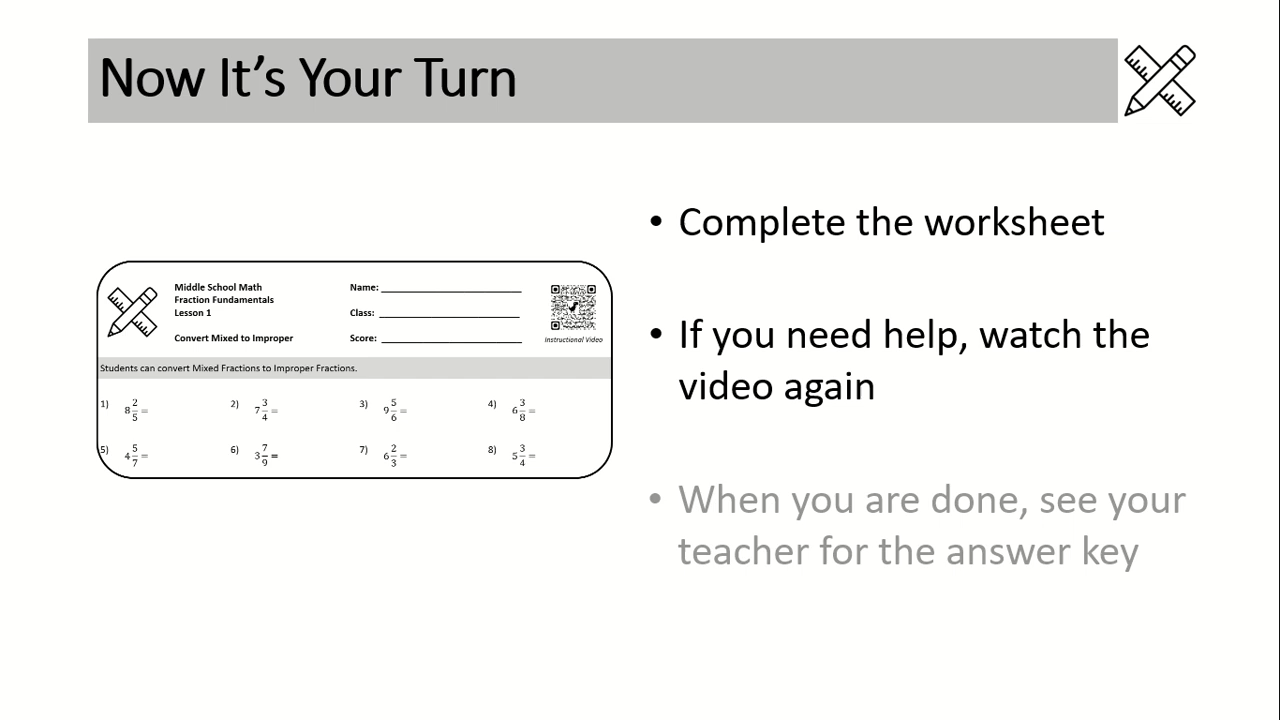 Now It's Your Turn
Middle School Math
Fraction Fundamentals
Lesson 1
Convert Mixed to Improper
Name: ____________________
Class: ____________________
Score: ____________________
Instructional Video
Students can convert Mixed Fractions to Improper Fractions.
1) 8 2/5 = 2) 7 3/4 = 3) 9 5/6 = 4) 6 3/8 =
5) 4 5/7 = 6) 3 7/9 = 7) 6 2/3 = 8) 5 3/4 =
• Complete the worksheet
• If you need help, watch the
video again
• When you are done, see your
teacher for the answer key